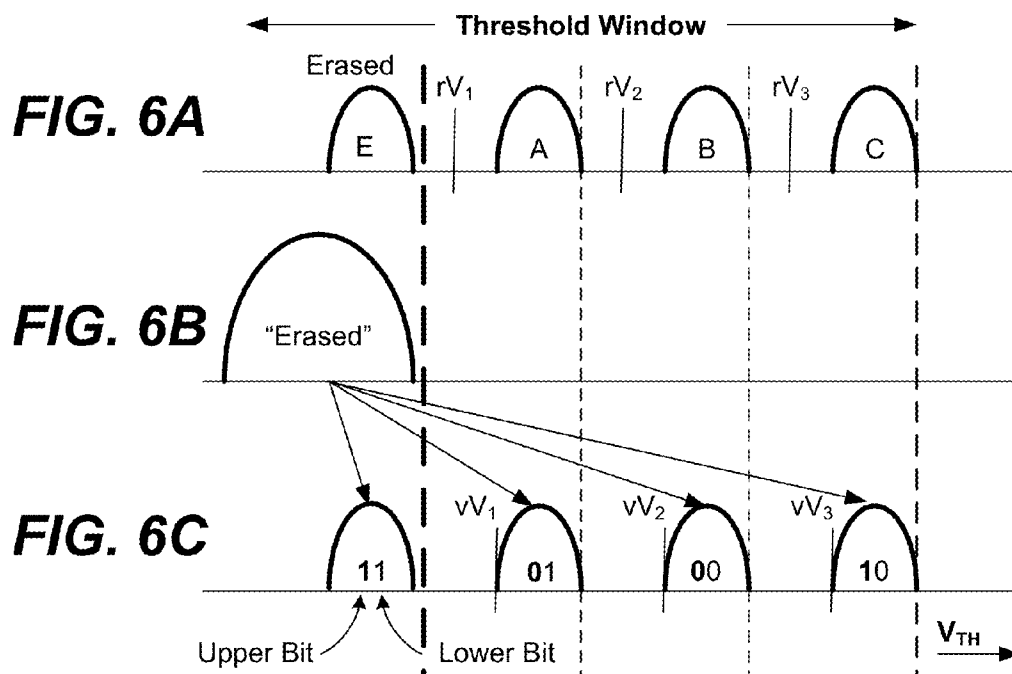 Threshold Window
Erased
rV₁ rV₂ rV₃
FIG. 6A
E A B C
FIG. 6B
“Erased”
FIG. 6C
vV₁ vV₂ vV₃
11 01 00 10
Upper Bit Lower Bit
V_TH